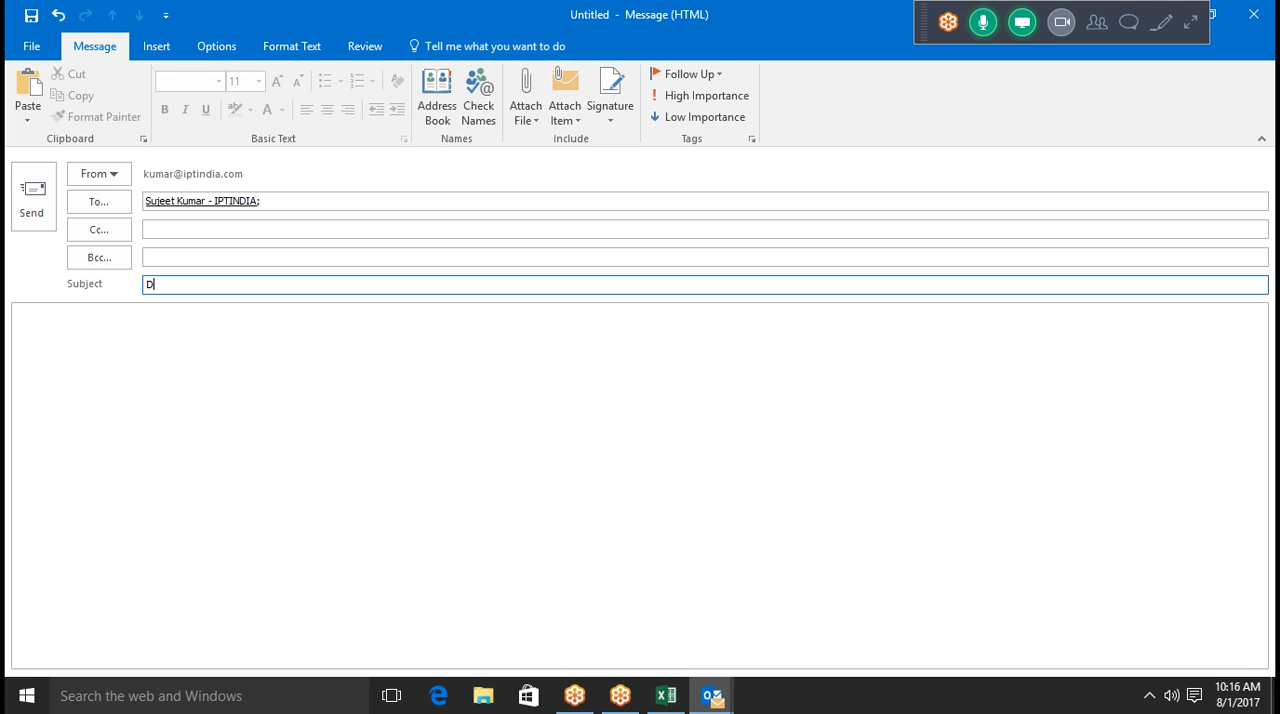 Untitled - Message (HTML)
File Message Insert Options Format Text Review Tell me what you want to do
Paste
Cut
Copy
Format Painter
Clipboard
11
B I U
A
Basic Text
Address Book
Check Names
Names
Attach File
Attach Item
Signature
Include
Follow Up
High Importance
Low Importance
Tags
Send
From kumar@iptindia.com
To... Sujeet Kumar - IPTINDIA;
Cc...
Bcc...
Subject D
Search the web and Windows
10:16 AM
8/1/2017